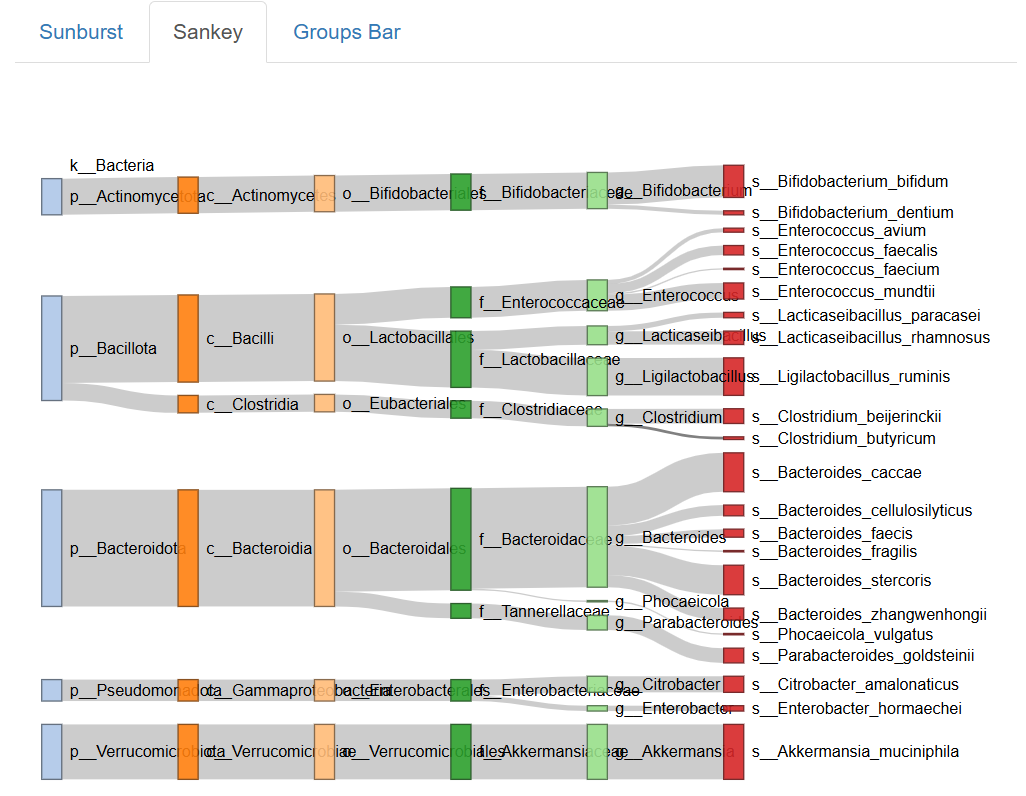 Sunburst
Sankey
Groups Bar
k__Bacteria
p__Actinomycetota
c__Actinomycetes
o__Bifidobacteriales
f__Bifidobacteriaceae
g__Bifidobacterium
s__Bifidobacterium_bifidum
s__Bifidobacterium_dentium
s__Enterococcus_avium
s__Enterococcus_faecalis
s__Enterococcus_faecium
p__Bacillota
c__Bacilli
o__Lactobacillales
f__Enterococcaceae
g__Enterococcus
s__Enterococcus_mundtii
s__Lacticaseibacillus_paracasei
g__Lacticaseibacillus
s__Lacticaseibacillus_rhamnosus
f__Lactobacillaceae
g__Ligilactobacillus
s__Ligilactobacillus_ruminis
c__Clostridia
o__Eubacteriales
f__Clostridiaceae
g__Clostridium
s__Clostridium_beijerinckii
s__Clostridium_butyricum
s__Bacteroides_caccae
s__Bacteroides_cellulosilyticus
p__Bacteroidota
c__Bacteroidia
o__Bacteroidales
f__Bacteroidaceae
g__Bacteroides
s__Bacteroides_faecis
s__Bacteroides_fragilis
s__Bacteroides_stercoris
g__Phocaeicola
s__Bacteroides_zhangwenhongii
f__Tannerellaceae
g__Parabacteroides
s__Phocaeicola_vulgatus
s__Parabacteroides_goldsteinii
p__Pseudomonadota
c__Gammaproteobacteria
o__Enterobacterales
f__Enterobacteriaceae
g__Citrobacter
s__Citrobacter_amalonaticus
g__Enterobacter
s__Enterobacter_hormaechei
p__Verrucomicrobiota
c__Verrucomicrobiae
o__Verrucomicrobiales
f__Akkermansiaceae
g__Akkermansia
s__Akkermansia_muciniphila